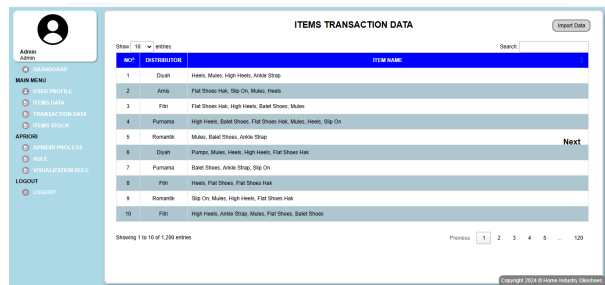 ITEMS TRANSACTION DATA
Import Data
Admin
Admin
DASHBOARD
MAIN MENU
USER PROFILE
ITEMS DATA
TRANSACTION DATA
ITEMS STOCK
APRIORI
APRIORI PROCESS
ROLE
VISUALIZATION RULE
LOGOUT
LOGOUT
Show 10 entries
Search:
NO DISTRIBUTOR ITEM NAME
1 Diyah Heels, Mules, High Heels, Ankle Strap
2 Arnis Flat Shoes Hak, Slip On, Mules, Heels
3 Fitri Flat Shoes Hak, High Heels, Balet Shoes, Mules
4 Purnama High Heels, Balet Shoes, Flat Shoes Hak, Mules, Heels, Slip On
5 Romantik Mules, Balet Shoes, Ankle Strap
Next
6 Diyah Pumps, Mules, Heels, High Heels, Flat Shoes Hak
7 Purnama Balet Shoes, Ankle Strap, Slip On
8 Fitri Heels, Flat Shoes, Flat Shoes Hak
9 Romantik Slip On, Mules, High Heels, Flat Shoes Hak
10 Fitri High Heels, Ankle Strap, Mules, Flat Shoes, Balet Shoes
Showing 1 to 10 of 1,200 entries
Previous 1 2 3 4 5 ... 120
Copyright 2024 @ Home Industry Diloshoes